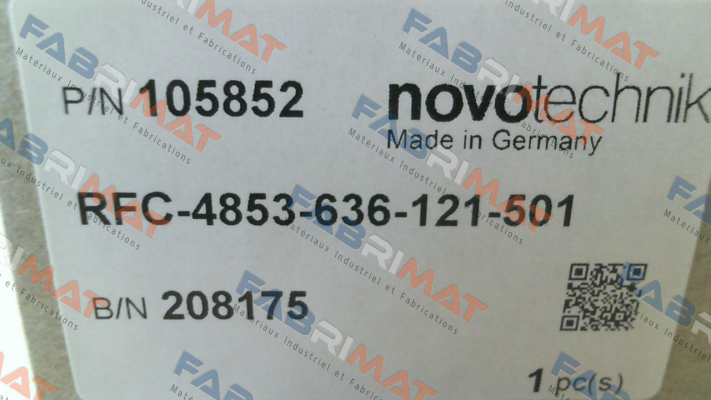 P/N 105852
novotechnik
Made in Germany
RFC-4853-636-121-501
B/N 208175
1 pc(s)
FABRIMAT
Materiaux Industriel et Fabrications